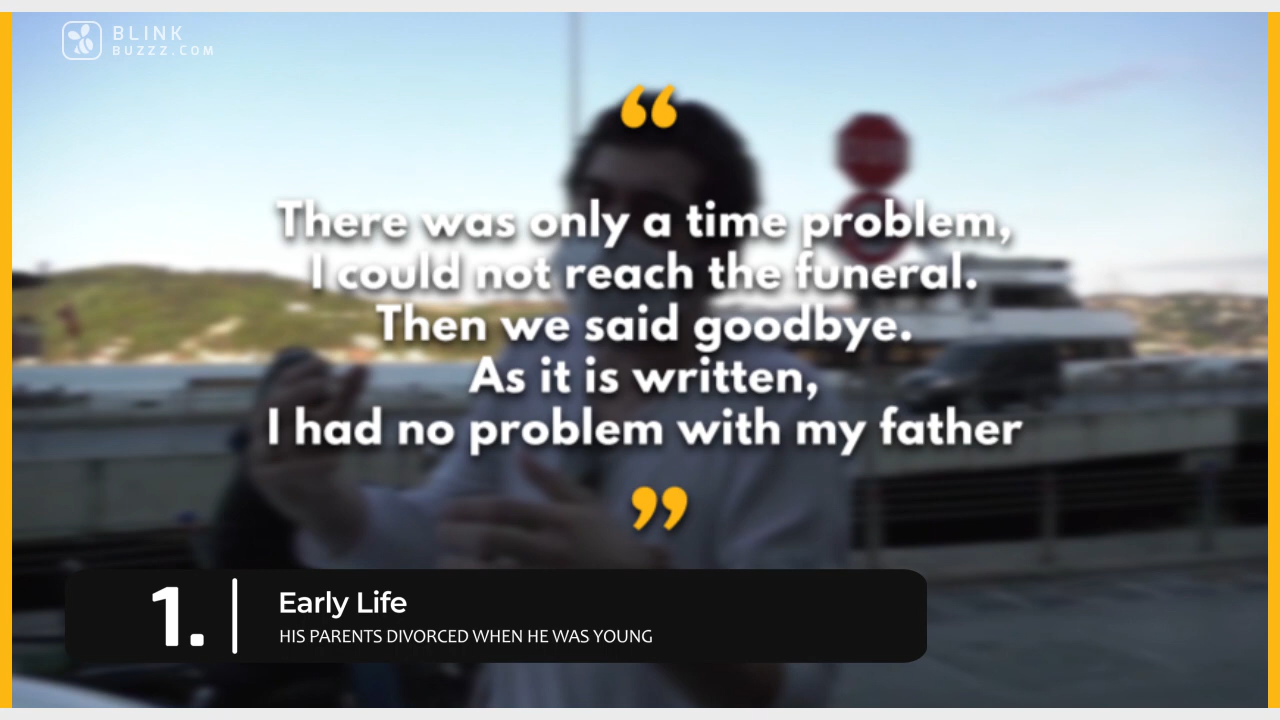 BLINK
BUZZZ.COM
“
There was only a time problem,
I could not reach the funeral.
Then we said goodbye.
As it is written,
I had no problem with my father
”
1.
Early Life
HIS PARENTS DIVORCED WHEN HE WAS YOUNG